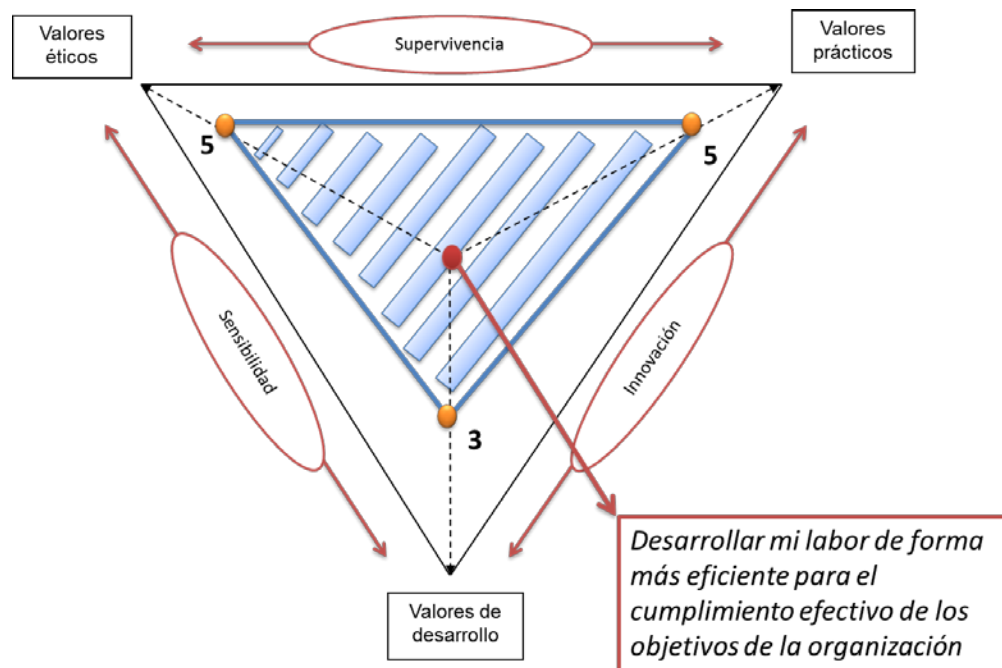 Valores
éticos
Supervivencia
Valores
prácticos
5
5
Sensibilidad
Innovación
3
Desarrollar mi labor de forma
más eficiente para el
cumplimiento efectivo de los
objetivos de la organización
Valores de
desarrollo